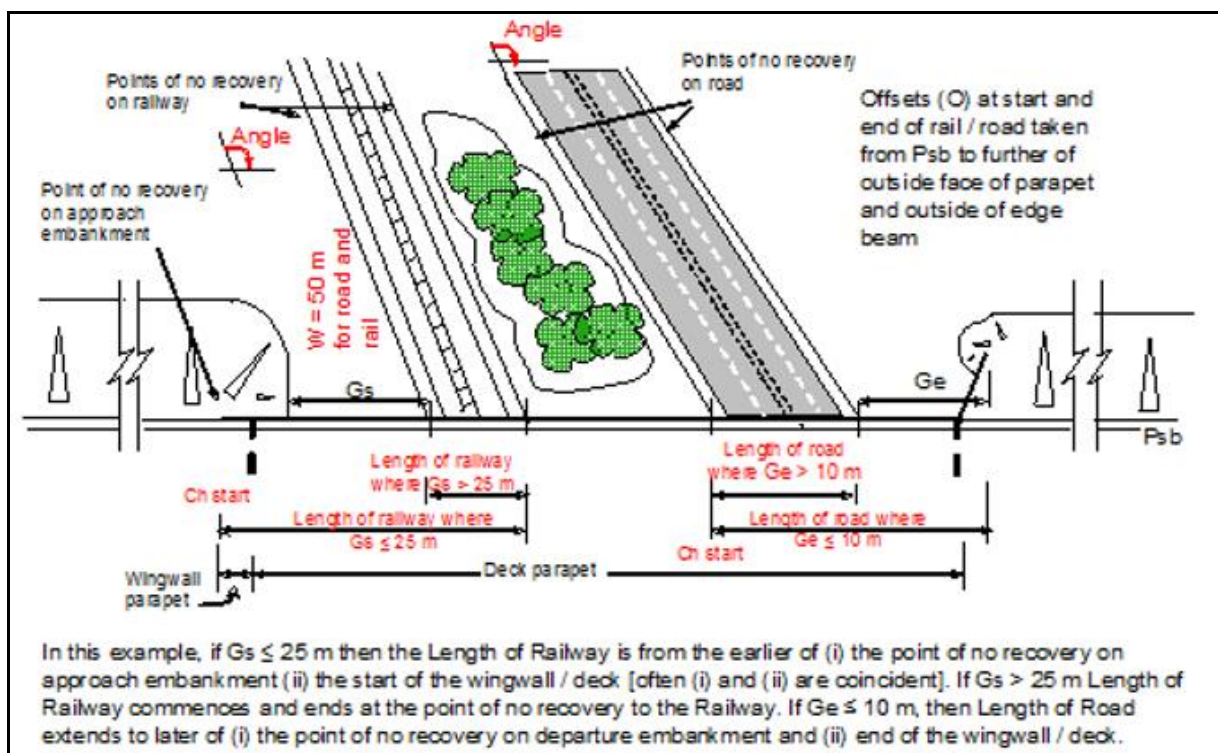 Angle
Points of no recovery
on railway
Points of no recovery
on road
Offsets (O) at start and
end of rail / road taken
from Psb to further of
outside face of parapet
and outside of edge
beam
Angle
Point of no recovery
on approach
embankment
W = 50 m
for road and
rail
Gs
Ge
Psb
Length of railway
where Gs > 25 m
Length of road
where Ge > 10 m
Ch start
Length of railway where
Gs ≤ 25 m
Length of road where
Ge ≤ 10 m
Ch start
Deck parapet
Wingwall
parapet
In this example, if Gs ≤ 25 m then the Length of Railway is from the earlier of (i) the point of no recovery on
approach embankment (ii) the start of the wingwall / deck [often (i) and (ii) are coincident]. If Gs > 25 m Length of
Railway commences and ends at the point of no recovery to the Railway. If Ge ≤ 10 m, then Length of Road
extends to later of (i) the point of no recovery on departure embankment and (ii) end of the wingwall / deck.